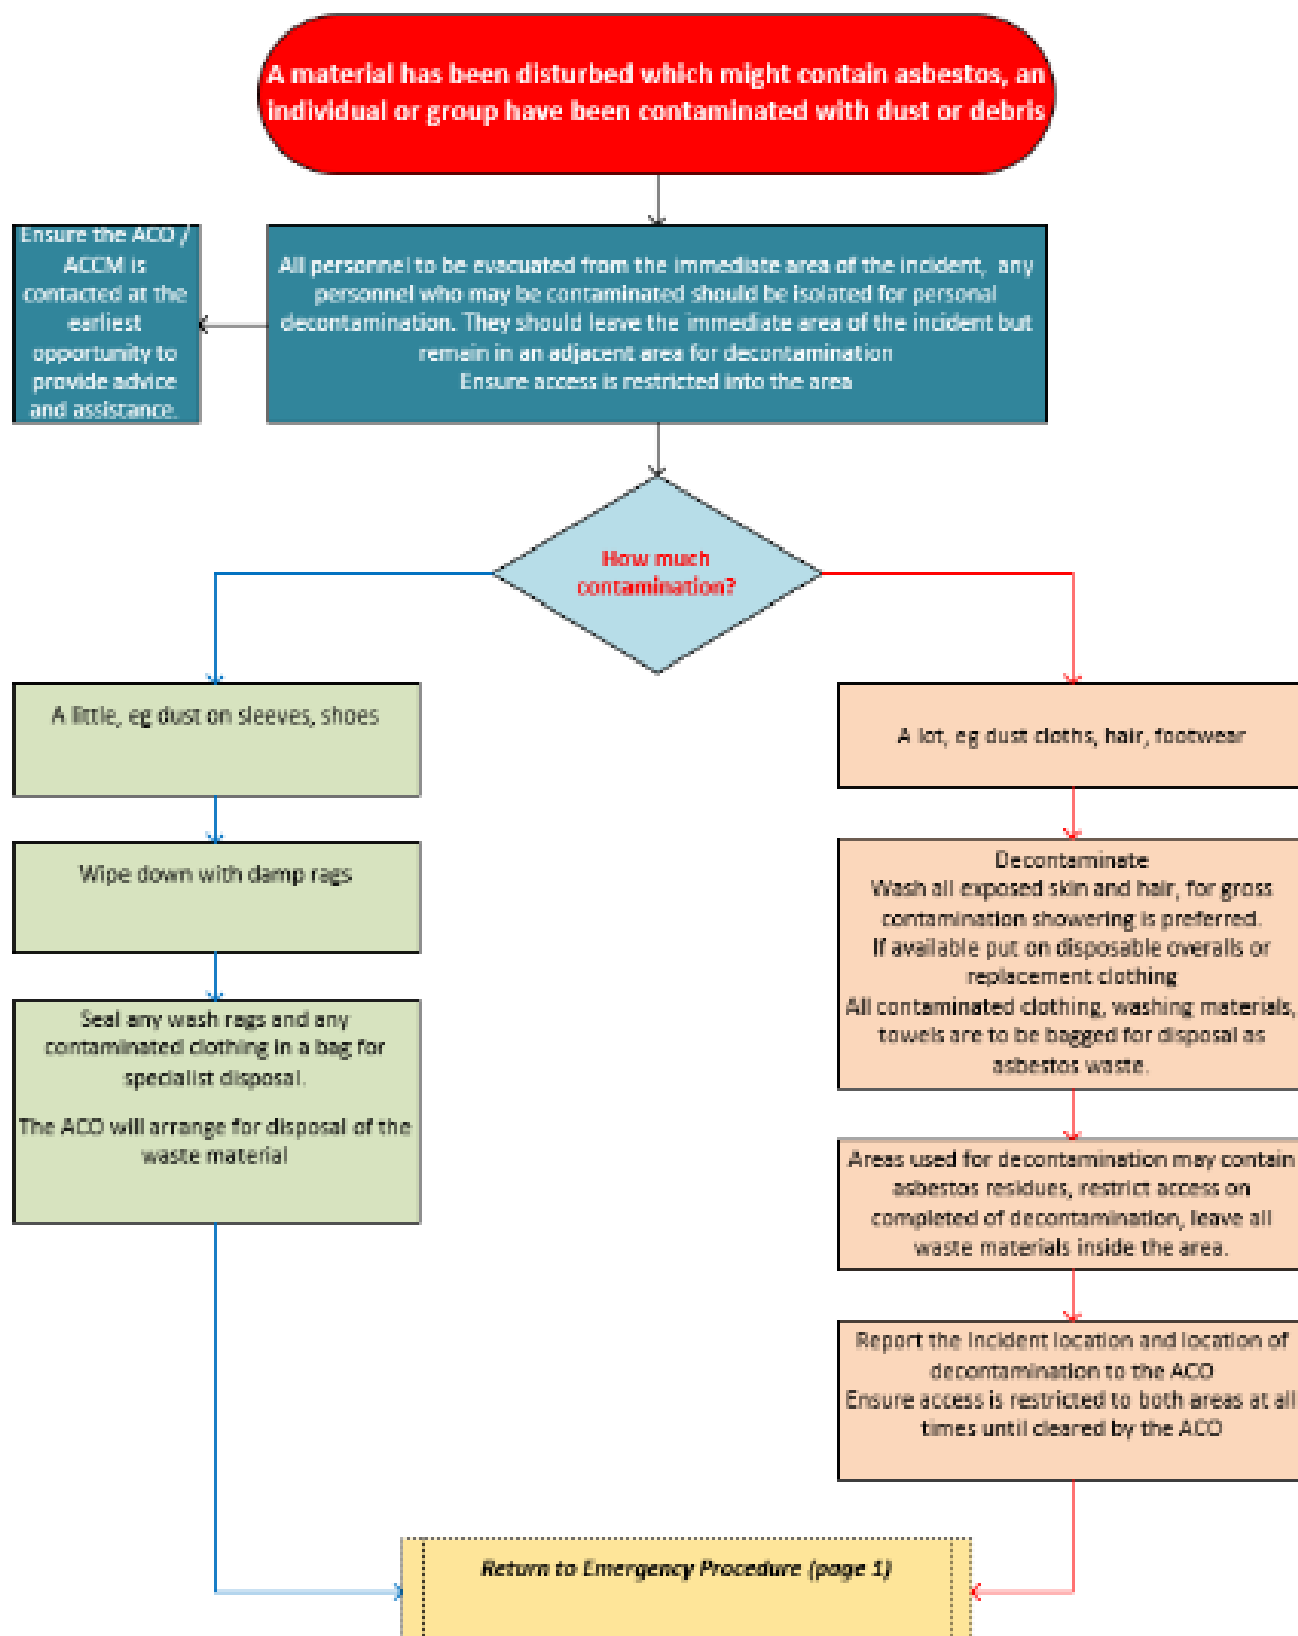 A material has been disturbed which might contain asbestos, an
individual or group have been contaminated with dust or debris
Ensure the ACO /
ACCM is
contacted at the
earliest
opportunity to
provide advice
and assistance.
All personnel to be evacuated from the immediate area of the incident, any
personnel who may be contaminated should be isolated for personal
decontamination. They should leave the immediate area of the incident but
remain in an adjacent area for decontamination
Ensure access is restricted into the area
How much
contamination?
A little, eg dust on sleeves, shoes
Wipe down with damp rags
Seal any wash rags and any
contaminated clothing in a bag for
specialist disposal.
The ACO will arrange for disposal of the
waste material
A lot, eg dust cloths, hair, footwear
Decontaminate
Wash all exposed skin and hair, for gross
contamination showering is preferred.
If available put on disposable overalls or
replacement clothing
All contaminated clothing, washing materials,
towels are to be bagged for disposal as
asbestos waste.
Areas used for decontamination may contain
asbestos residues, restrict access on
completed of decontamination, leave all
waste materials inside the area.
Report the incident location and location of
decontamination to the ACO
Ensure access is restricted to both areas at all
times until cleared by the ACO
Return to Emergency Procedure (page 1)